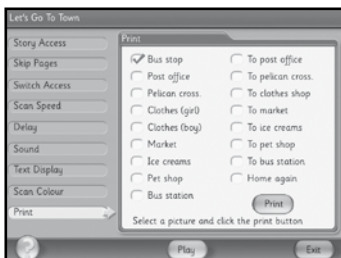 Let's Go To Town
Story Access
Skip Pages
Switch Access
Scan Speed
Delay
Sound
Text Display
Scan Colour
Print
Print
Bus stop
Post office
Pelican cross.
Clothes (girl)
Clothes (boy)
Market
Ice creams
Pet shop
Bus station
To post office
To pelican cross.
To clothes shop
To market
To ice creams
To pet shop
To bus station
Home again
Print
Select a picture and click the print button
?
Play
Exit